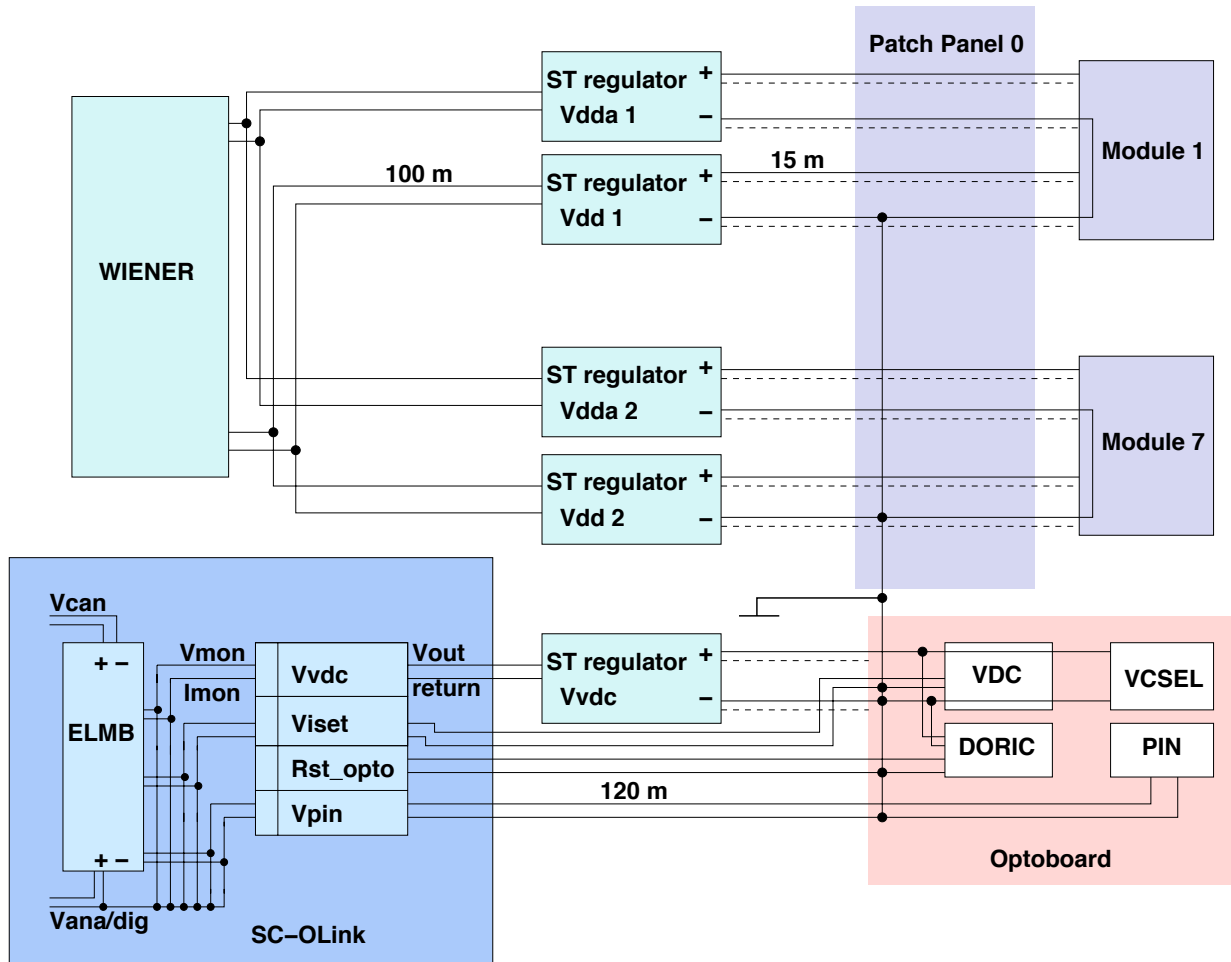 Patch Panel 0
ST regulator +
Vdda 1 −
Module 1
100 m
15 m
ST regulator +
Vdd 1 −
WIENER
ST regulator +
Vdda 2 −
Module 7
ST regulator +
Vdd 2 −
Vcan
+ −
Vmon
Imon
ELMB
+ −
Vana/dig
Vvdc
Viset
Rst_opto
Vpin
SC−OLink
Vout
return
ST regulator +
Vvdc −
120 m
VDC
VCSEL
DORIC
PIN
Optoboard